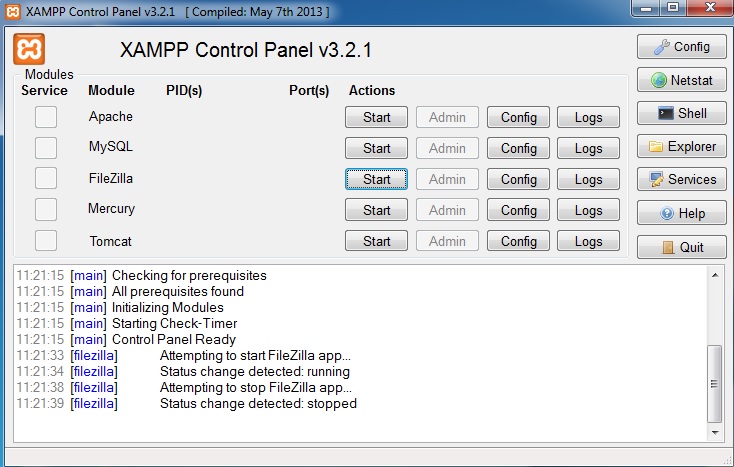 XAMPP Control Panel v3.2.1 [ Compiled: May 7th 2013 ]
XAMPP Control Panel v3.2.1
Config
Modules
Service Module PID(s) Port(s) Actions
Netstat
Apache Start Admin Config Logs
Shell
MySQL Start Admin Config Logs
Explorer
FileZilla Start Admin Config Logs
Services
Mercury Start Admin Config Logs
Help
Tomcat Start Admin Config Logs
Quit
11:21:15 [main] Checking for prerequisites
11:21:15 [main] All prerequisites found
11:21:15 [main] Initializing Modules
11:21:15 [main] Starting Check-Timer
11:21:15 [main] Control Panel Ready
11:21:33 [filezilla] Attempting to start FileZilla app...
11:21:34 [filezilla] Status change detected: running
11:21:38 [filezilla] Attempting to stop FileZilla app...
11:21:39 [filezilla] Status change detected: stopped